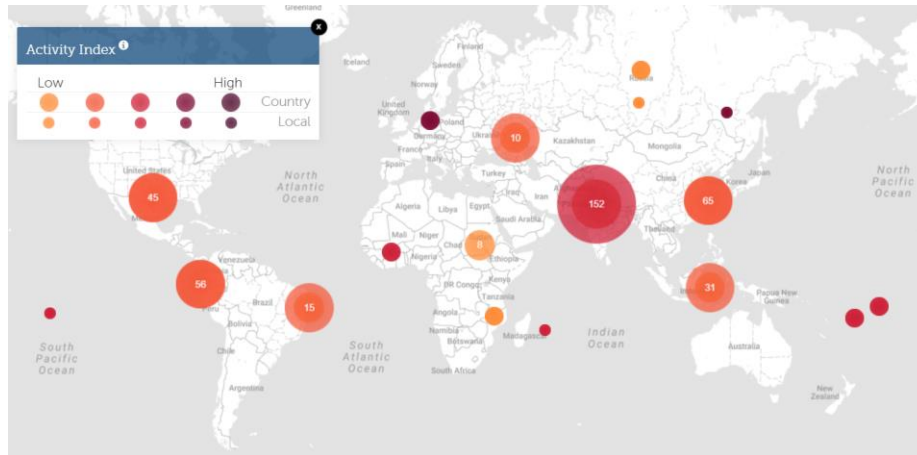 Greenland
x
Activity Index i
Low High
Country
Local
Iceland
Finland
Sweden
Norway
Russia
United
Kingdom
Poland
Germany
Ukraine
France
Kazakhstan
Mongolia
Italy
Spain
Turkey
United States
North
Atlantic
Ocean
Iraq
Iran
China
Korea
Japan
North
Pacific
Ocean
45
10
152
65
Algeria
Libya
Egypt
Saudi Arabia
Mali
Niger
Chad
8
Nigeria
Ethiopia
Thailand
Venezuela
56
Kenya
DR Congo
Tanzania
31
Papua New
Guinea
15
Brazil
Peru
Bolivia
Angola
Namibia
Botswana
Madagascar
Indian
Ocean
Australia
South
Pacific
Ocean
Chile
South
Atlantic
Ocean
South Africa
Argentina
New
Zealand